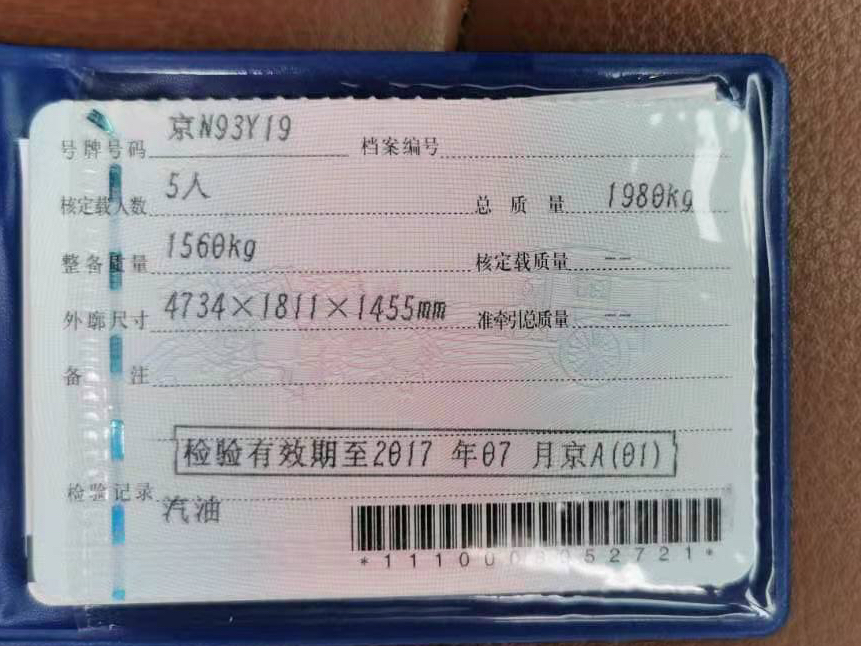 号牌号码 京N93Y19 档案编号
核定载人数 5人 总质量 1980kg
整备质量 1560kg 核定载质量 --
外廓尺寸 4734×1811×1455mm 准牵引总质量 --
备注
检验有效期至2017 年07 月京A(01)
检验记录
汽油
*1110008052721*